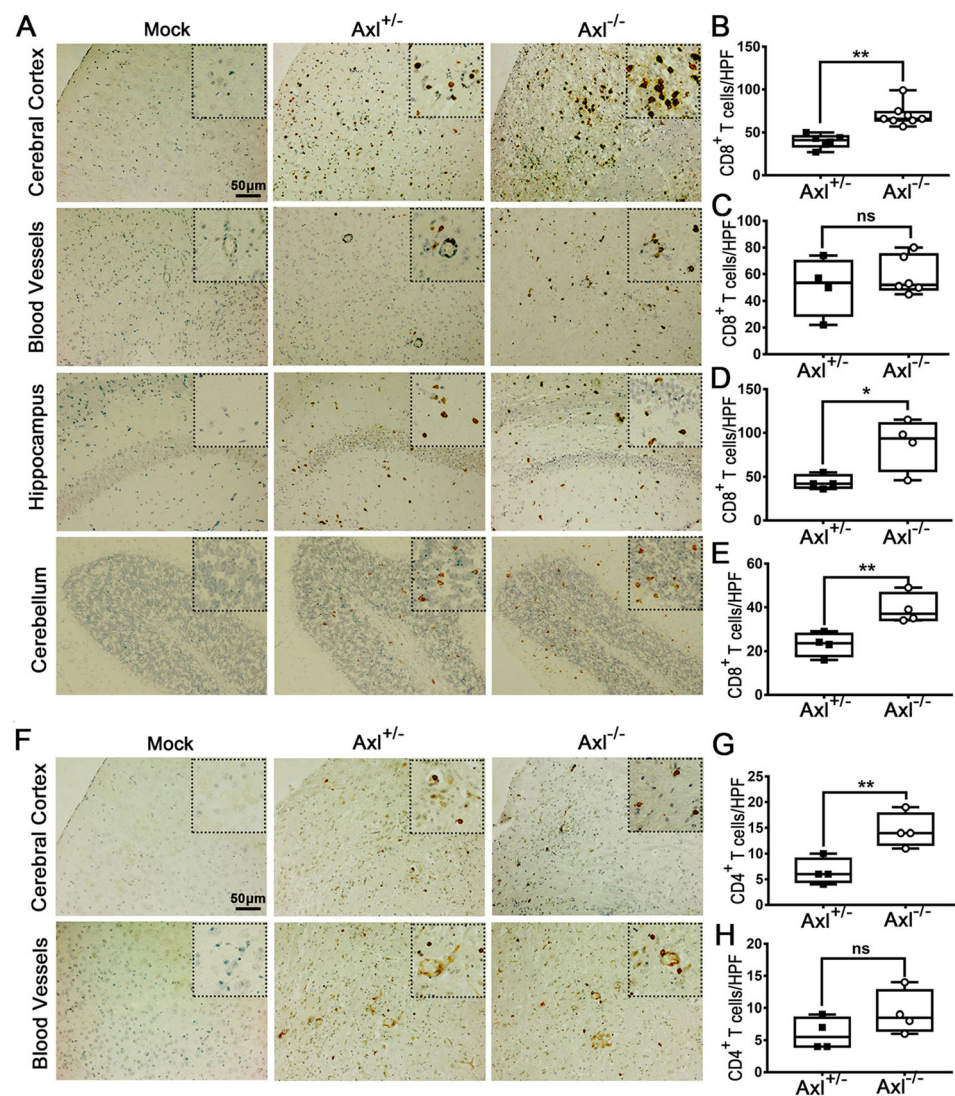 A
Mock
Axl+/-
Axl-/-
Cerebral Cortex
50μm
Blood Vessels
Hippocampus
Cerebellum
B
**
150
100
50
0
CD8+ T cells/HPF
Axl+/-
Axl-/-
C
ns
100
80
60
40
20
0
CD8+ T cells/HPF
Axl+/-
Axl-/-
D
*
150
100
50
0
CD8+ T cells/HPF
Axl+/-
Axl-/-
E
**
60
40
20
0
CD8+ T cells/HPF
Axl+/-
Axl-/-
F
Mock
Axl+/-
Axl-/-
Cerebral Cortex
50μm
Blood Vessels
G
**
25
20
15
10
5
0
CD4+ T cells/HPF
Axl+/-
Axl-/-
H
ns
20
15
10
5
0
CD4+ T cells/HPF
Axl+/-
Axl-/-